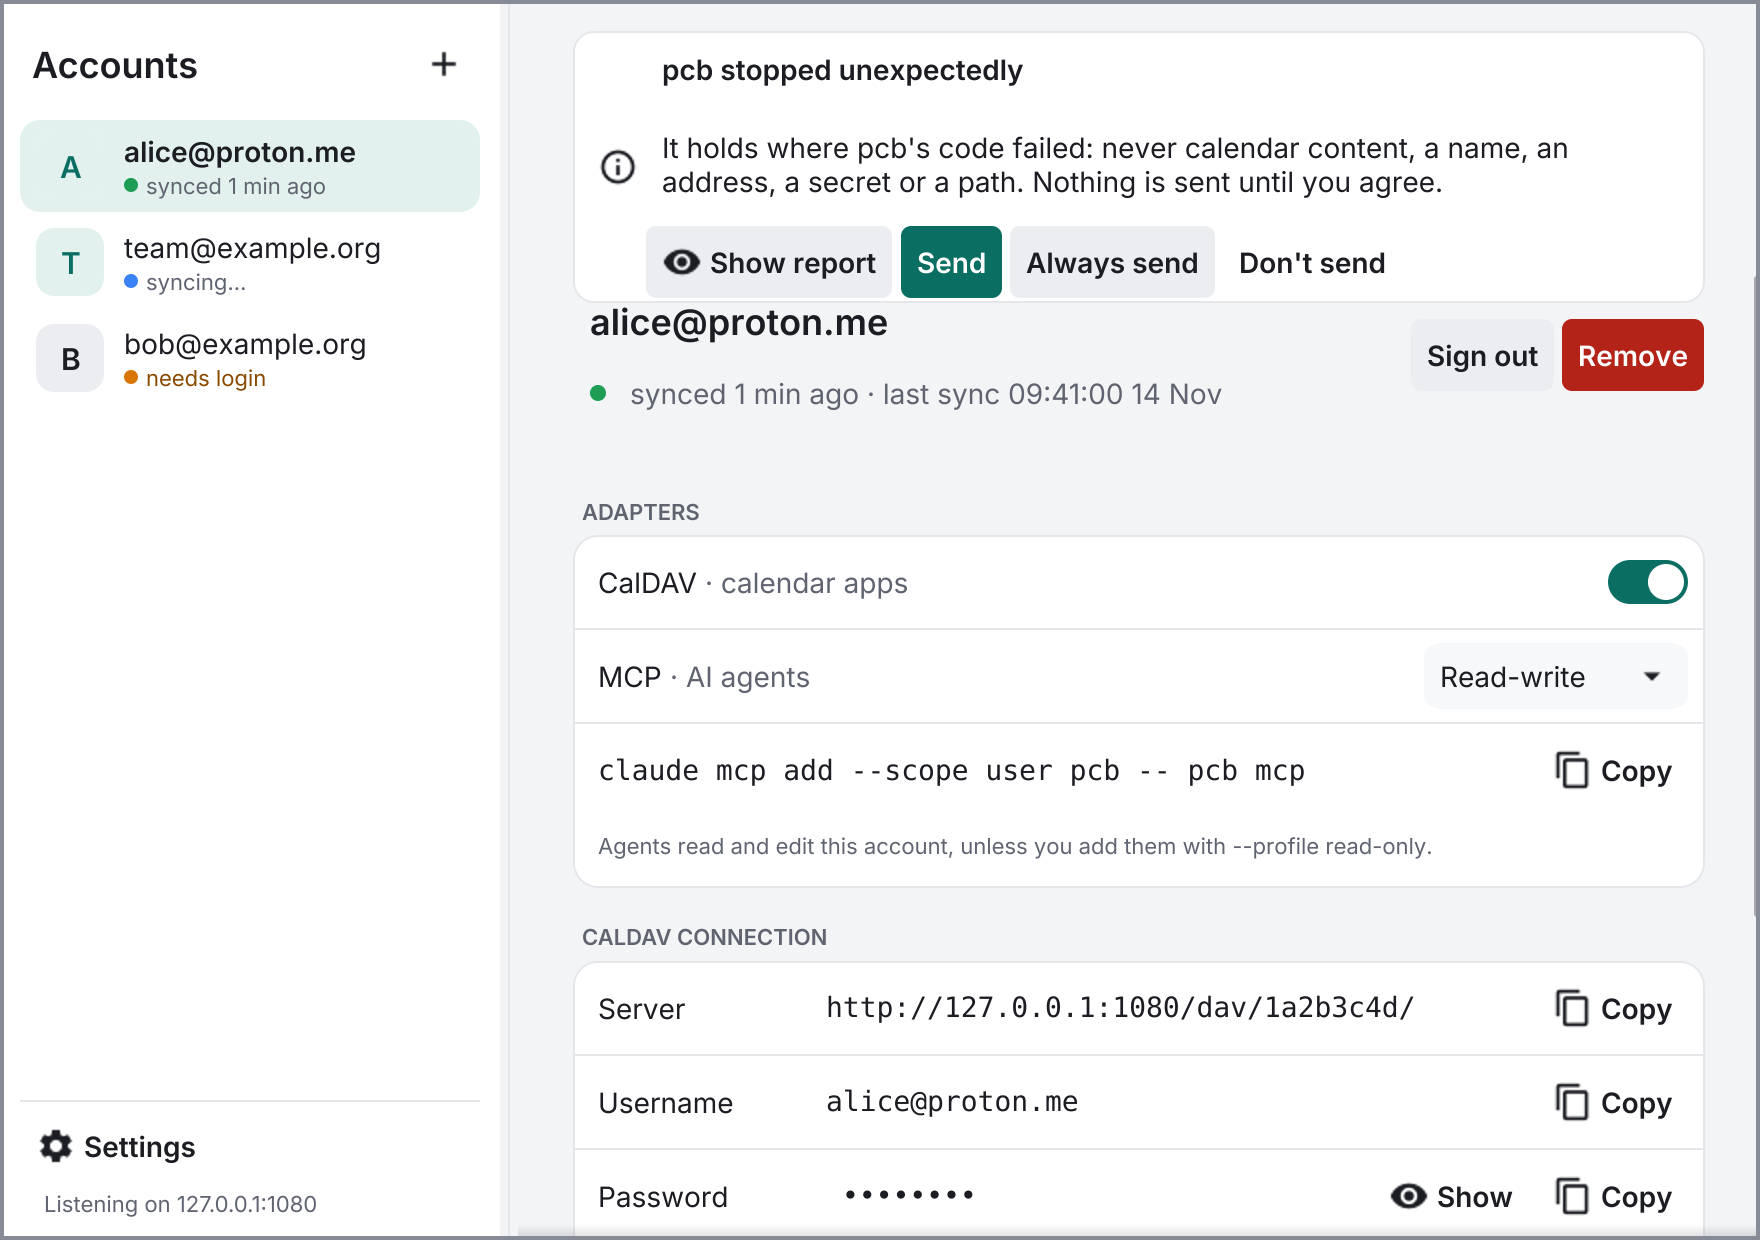 Accounts
A
alice@proton.me
synced 1 min ago
T
team@example.org
syncing...
B
bob@example.org
needs login
Settings
Listening on 127.0.0.1:1080
pcb stopped unexpectedly
It holds where pcb's code failed: never calendar content, a name, an
address, a secret or a path. Nothing is sent until you agree.
Show report
Send
Always send
Don't send
alice@proton.me
synced 1 min ago · last sync 09:41:00 14 Nov
Sign out
Remove
ADAPTERS
CalDAV · calendar apps
MCP · AI agents
Read-write
claude mcp add --scope user pcb -- pcb mcp
Copy
Agents read and edit this account, unless you add them with --profile read-only.
CALDAV CONNECTION
Server
http://127.0.0.1:1080/dav/1a2b3c4d/
Copy
Username
alice@proton.me
Copy
Password
••••••••
Show
Copy